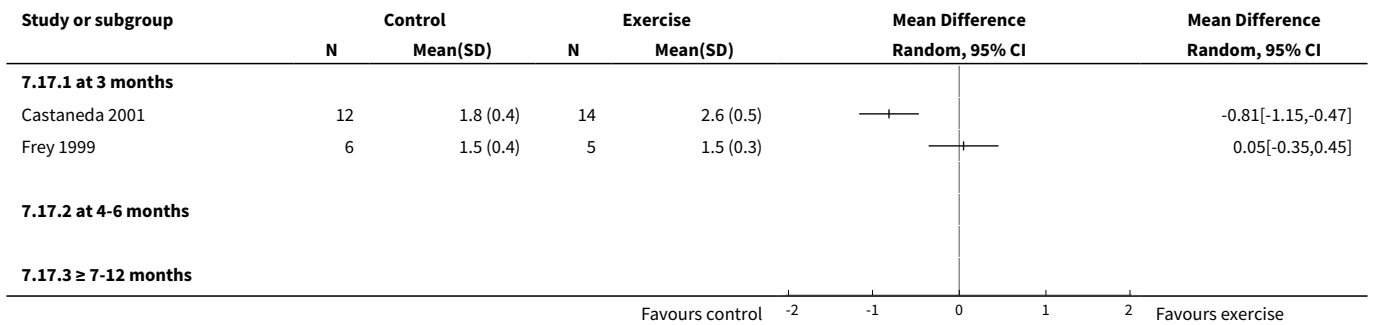 Study or subgroup Control Exercise Mean Difference Mean Difference
N Mean(SD) N Mean(SD) Random, 95% CI Random, 95% CI
7.17.1 at 3 months
Castaneda 2001 12 1.8 (0.4) 14 2.6 (0.5) -0.81[-1.15,-0.47]
Frey 1999 6 1.5 (0.4) 5 1.5 (0.3) 0.05[-0.35,0.45]
7.17.2 at 4-6 months
7.17.3 ≥ 7-12 months
Favours control -2 -1 0 1 2 Favours exercise